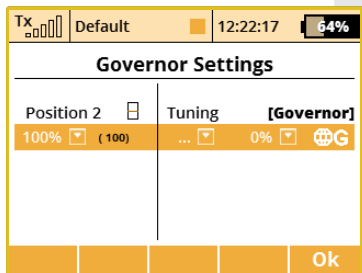 Tx Default 12:22:17 64%
Governor Settings
Position 2 Tuning [Governor]
100% ( 100) ... 0% G
Ok